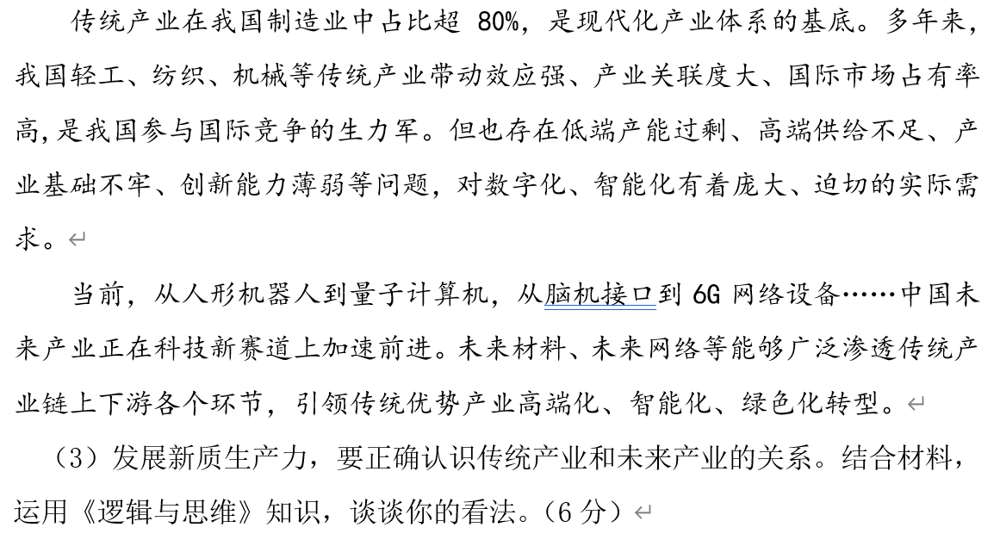 传统产业在我国制造业中占比超 80%，是现代化产业体系的基底。多年来，
我国轻工、纺织、机械等传统产业带动效应强、产业关联度大、国际市场占有率
高,是我国参与国际竞争的生力军。但也存在低端产能过剩、高端供给不足、产
业基础不牢、创新能力薄弱等问题，对数字化、智能化有着庞大、迫切的实际需
求。↵
当前，从人形机器人到量子计算机，从脑机接口到 6G 网络设备……中国未
来产业正在科技新赛道上加速前进。未来材料、未来网络等能够广泛渗透传统产
业链上下游各个环节，引领传统优势产业高端化、智能化、绿色化转型。↵
（3）发展新质生产力，要正确认识传统产业和未来产业的关系。结合材料，
运用《逻辑与思维》知识，谈谈你的看法。（6 分）↵